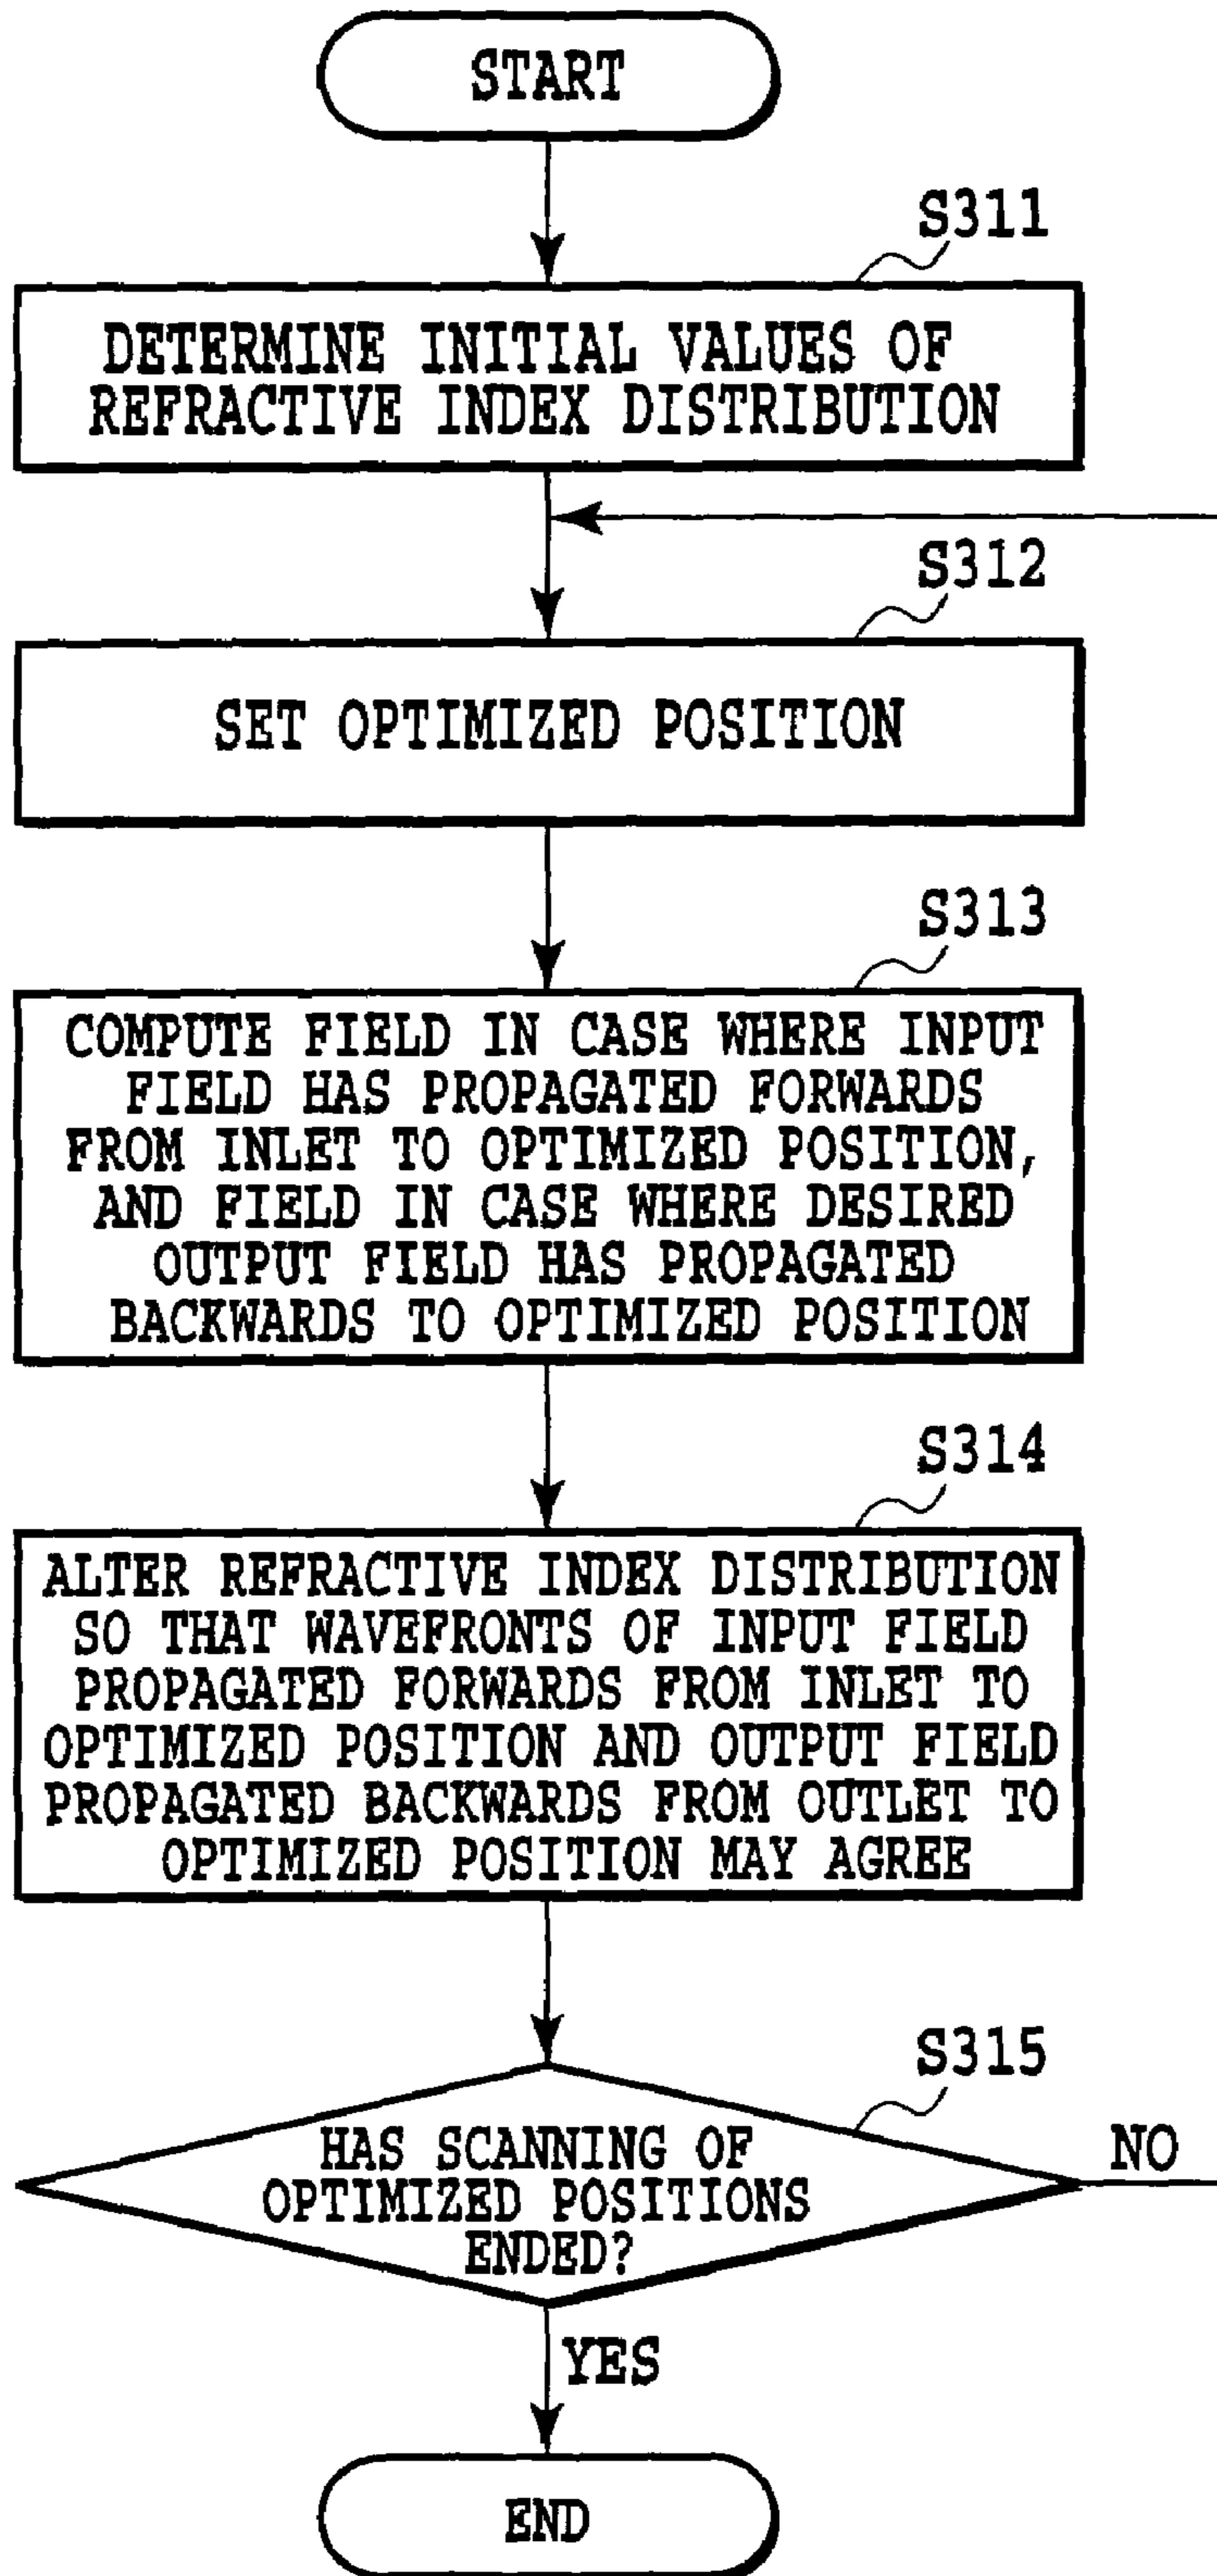 START
S311
DETERMINE INITIAL VALUES OF
REFRACTIVE INDEX DISTRIBUTION
S312
SET OPTIMIZED POSITION
S313
COMPUTE FIELD IN CASE WHERE INPUT
FIELD HAS PROPAGATED FORWARDS
FROM INLET TO OPTIMIZED POSITION,
AND FIELD IN CASE WHERE DESIRED
OUTPUT FIELD HAS PROPAGATED
BACKWARDS TO OPTIMIZED POSITION
S314
ALTER REFRACTIVE INDEX DISTRIBUTION
SO THAT WAVEFRONTS OF INPUT FIELD
PROPAGATED FORWARDS FROM INLET TO
OPTIMIZED POSITION AND OUTPUT FIELD
PROPAGATED BACKWARDS FROM OUTLET TO
OPTIMIZED POSITION MAY AGREE
S315
HAS SCANNING OF
OPTIMIZED POSITIONS
ENDED?
NO
YES
END